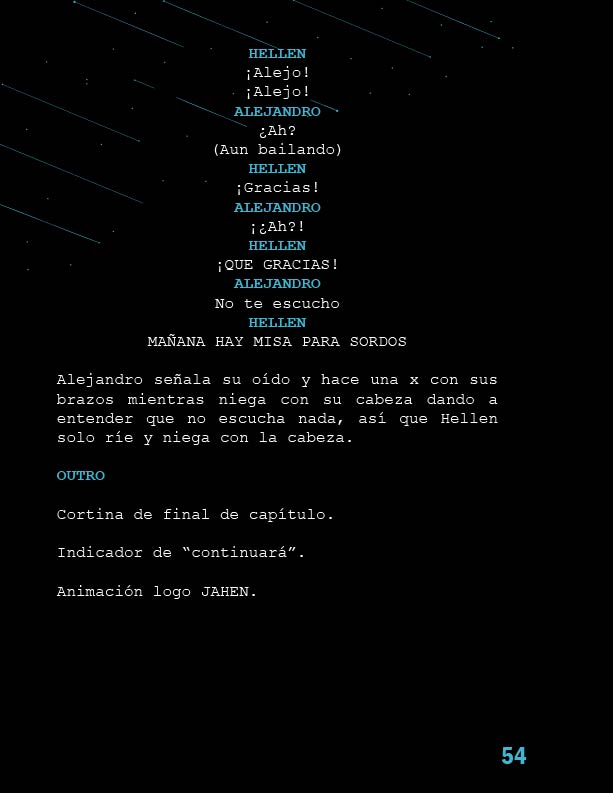 HELLEN
¡Alejo!
¡Alejo!
ALEJANDRO
¿Ah?
(Aun bailando)
HELLEN
¡Gracias!
ALEJANDRO
¡¿Ah?!
HELLEN
¡QUE GRACIAS!
ALEJANDRO
No te escucho
HELLEN
MAÑANA HAY MISA PARA SORDOS
Alejandro señala su oído y hace una x con sus
brazos mientras niega con su cabeza dando a
entender que no escucha nada, así que Hellen
solo ríe y niega con la cabeza.
OUTRO
Cortina de final de capítulo.
Indicador de “continuará”.
Animación logo JAHEN.
54